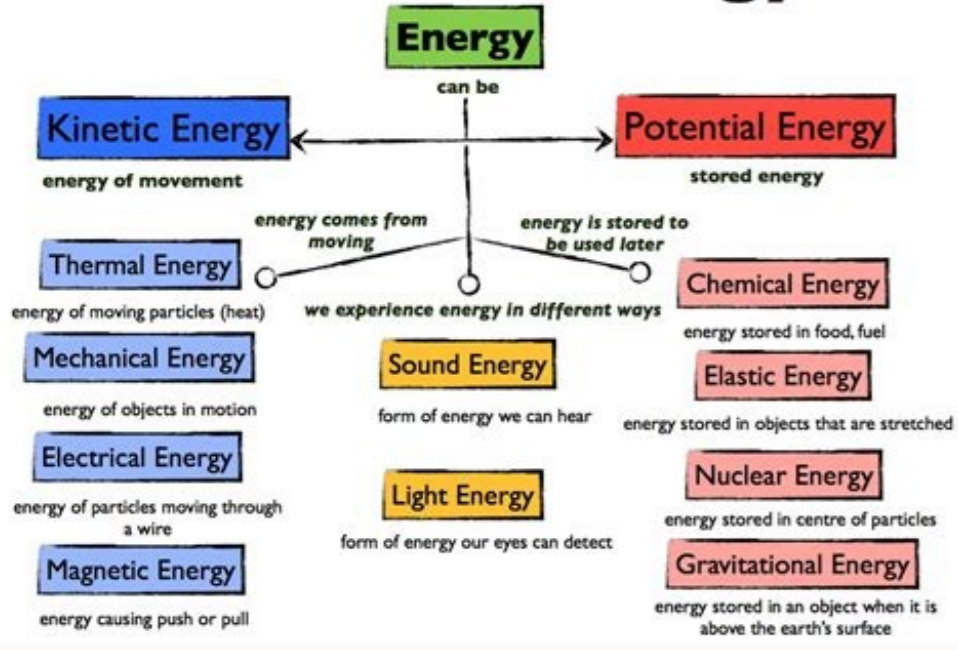 Energy
can be
Kinetic Energy
energy of movement
Potential Energy
stored energy
energy comes from
moving
energy is stored to
be used later
we experience energy in different ways
Thermal Energy
energy of moving particles (heat)
Mechanical Energy
energy of objects in motion
Electrical Energy
energy of particles moving through
a wire
Magnetic Energy
energy causing push or pull
Sound Energy
form of energy we can hear
Light Energy
form of energy our eyes can detect
Chemical Energy
energy stored in food, fuel
Elastic Energy
energy stored in objects that are stretched
Nuclear Energy
energy stored in centre of particles
Gravitational Energy
energy stored in an object when it is
above the earth's surface